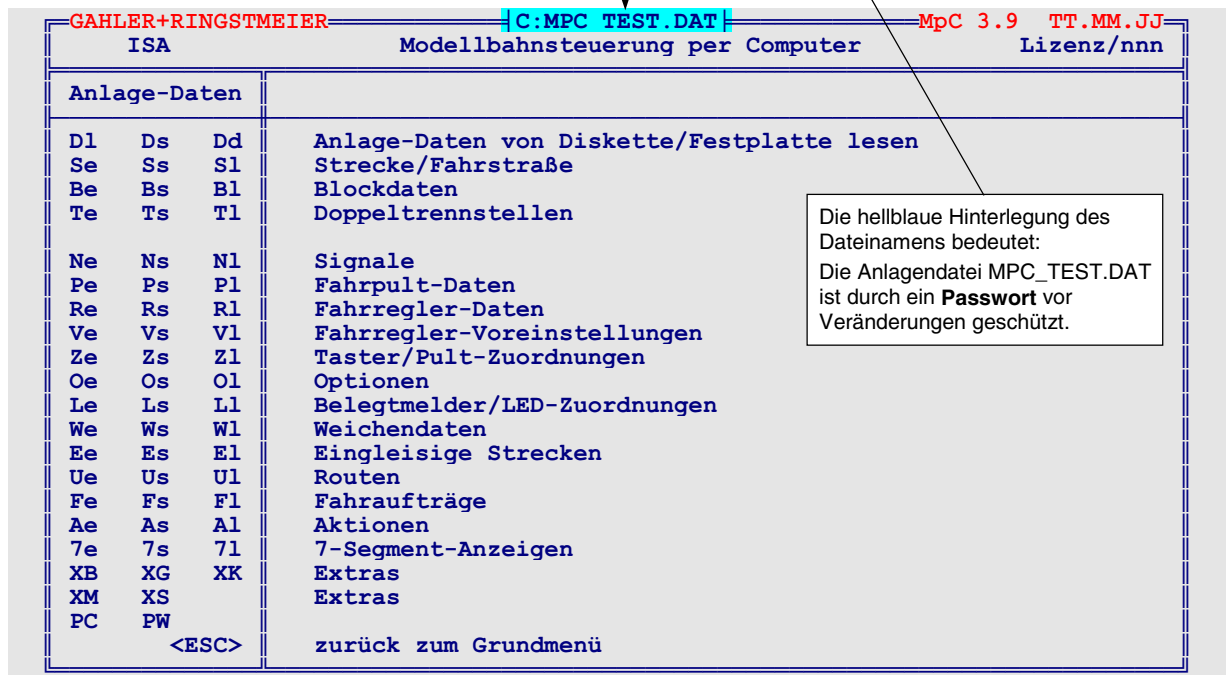 GAHLER+RINGSTMEIER C:MPC TEST.DAT MpC 3.9 TT.MM.JJ
ISA Modellbahnsteuerung per Computer Lizenz/nnn
Anlage-Daten
Dl Ds Dd Anlage-Daten von Diskette/Festplatte lesen
Se Ss Sl Strecke/Fahrstraße
Be Bs Bl Blockdaten
Te Ts Tl Doppeltrennstellen
Ne Ns Nl Signale
Pe Ps Pl Fahrpult-Daten
Re Rs Rl Fahrregler-Daten
Ve Vs Vl Fahrregler-Voreinstellungen
Ze Zs Zl Taster/Pult-Zuordnungen
Oe Os Ol Optionen
Le Ls Ll Belegtmelder/LED-Zuordnungen
We Ws Wl Weichendaten
Ee Es El Eingleisige Strecken
Ue Us Ul Routen
Fe Fs Fl Fahraufträge
Ae As Al Aktionen
7e 7s 7l 7-Segment-Anzeigen
XB XG XK Extras
XM XS Extras
PC PW
<ESC> zurück zum Grundmenü
Die hellblaue Hinterlegung des
Dateinamens bedeutet:
Die Anlagendatei MPC_TEST.DAT
ist durch ein Passwort vor
Veränderungen geschützt.